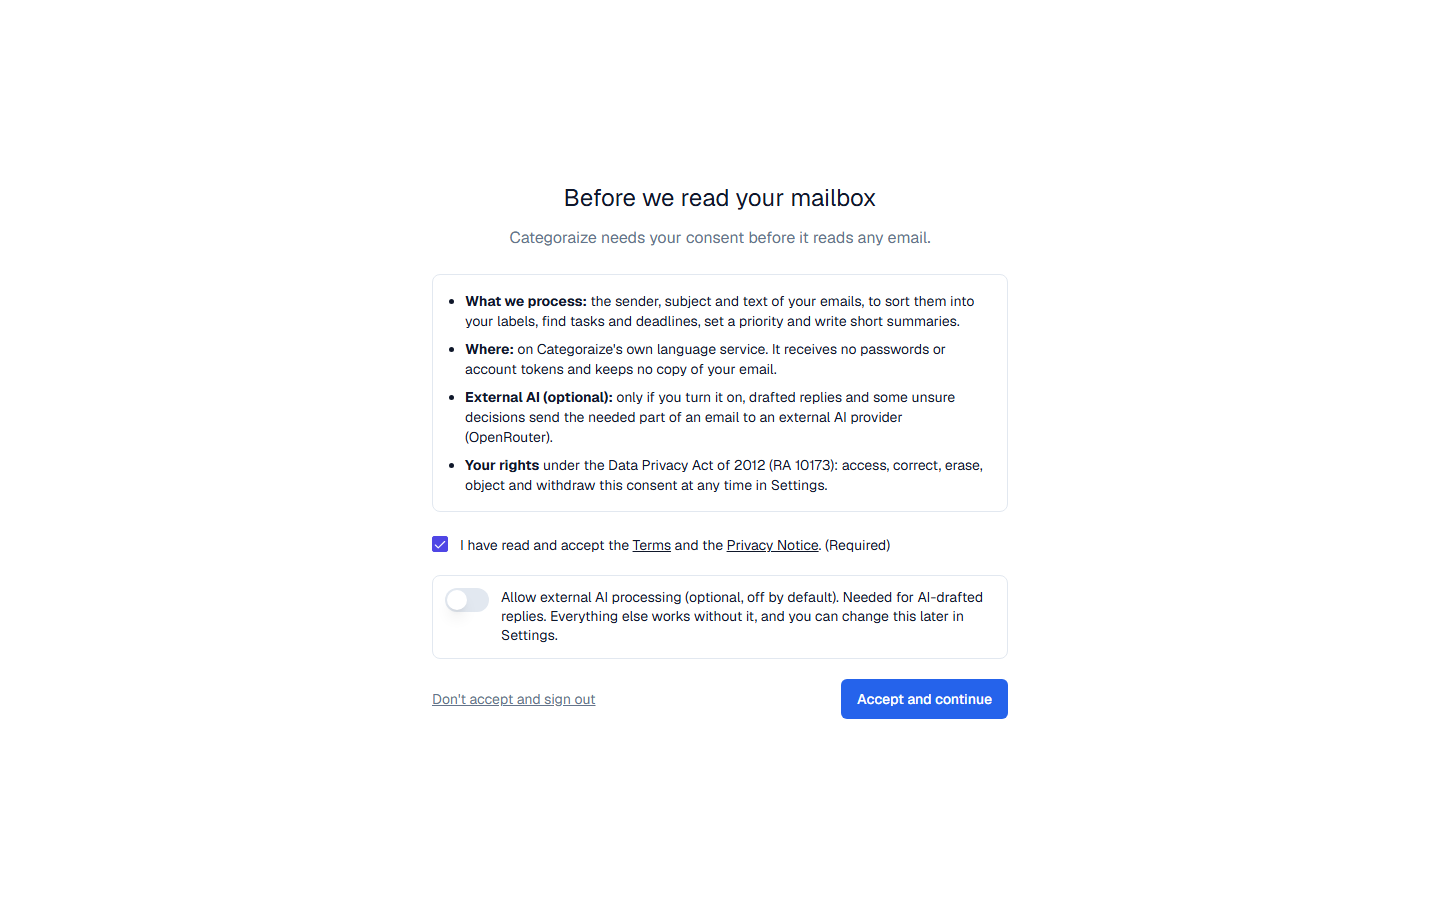 Before we read your mailbox
Categoraize needs your consent before it reads any email.
What we process: the sender, subject and text of your emails, to sort them into
your labels, find tasks and deadlines, set a priority and write short summaries.
Where: on Categoraize's own language service. It receives no passwords or
account tokens and keeps no copy of your email.
External AI (optional): only if you turn it on, drafted replies and some unsure
decisions send the needed part of an email to an external AI provider
(OpenRouter).
Your rights under the Data Privacy Act of 2012 (RA 10173): access, correct, erase,
object and withdraw this consent at any time in Settings.
I have read and accept the Terms and the Privacy Notice. (Required)
Allow external AI processing (optional, off by default). Needed for AI-drafted
replies. Everything else works without it, and you can change this later in
Settings.
Don't accept and sign out
Accept and continue